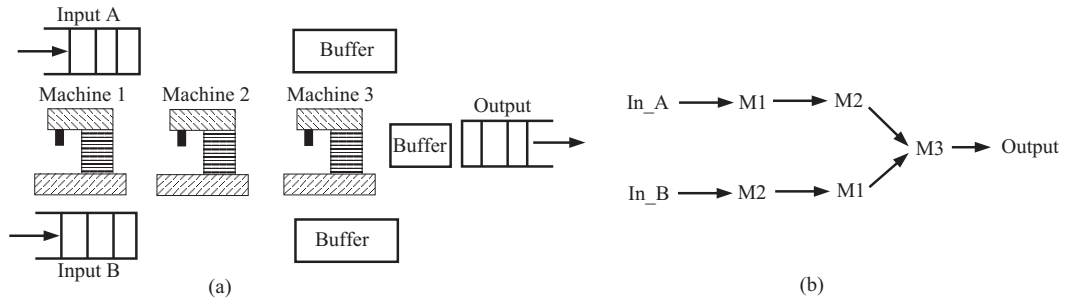 Input A
Buffer
Machine 1 Machine 2 Machine 3
Output
Buffer
Buffer
Input B
(a)
In_A M1 M2
M3 Output
In_B M2 M1
(b)